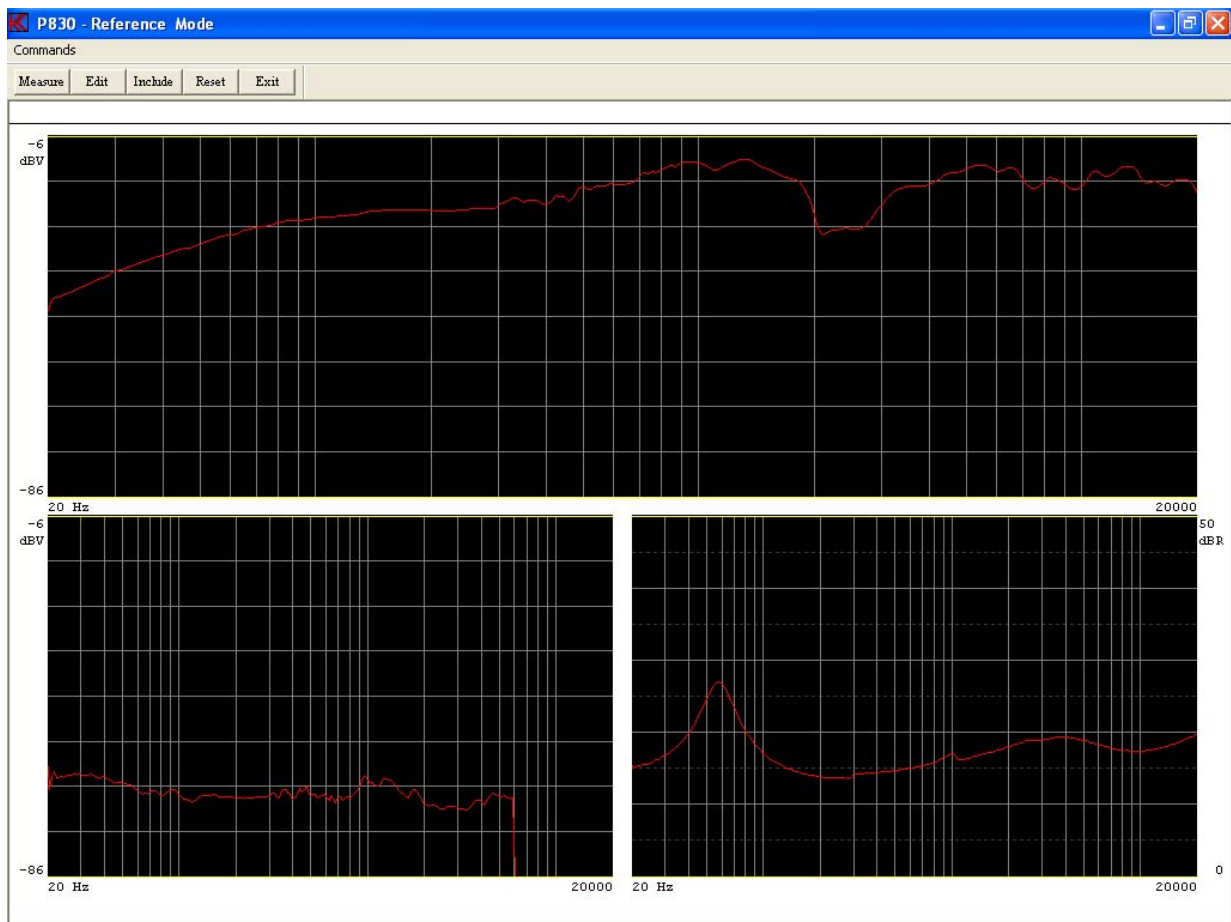 P830 - Reference Mode
Commands
Measure Edit Include Reset Exit
-6
dBV
-86
20 Hz 20000
-6
dBV
-86
20 Hz 20000
50
dBR
0
20 Hz 20000